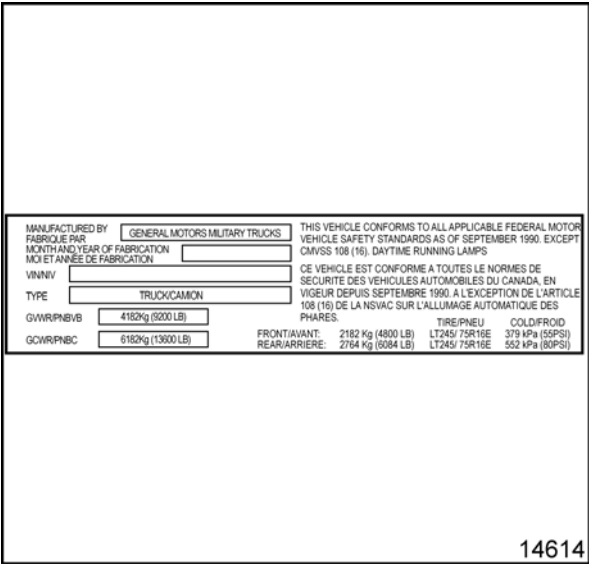 MANUFACTURED BY
FABRIQUE PAR
GENERAL MOTORS MILITARY TRUCKS
MONTH AND YEAR OF FABRICATION
MOI ET ANNÉE DE FABRICATION
VIN/NIV
TYPE
TRUCK/CAMION
GVWR/PNBVB
4182Kg (9200 LB)
GCWR/PNBC
6182Kg (13600 LB)
THIS VEHICLE CONFORMS TO ALL APPLICABLE FEDERAL MOTOR
VEHICLE SAFETY STANDARDS AS OF SEPTEMBER 1990. EXCEPT
CMVSS 108 (16). DAYTIME RUNNING LAMPS
CE VEHICLE EST CONFORME A TOUTES LE NORMES DE
SECURITE DES VEHICULES AUTOMOBILES DU CANADA, EN
VIGEUR DEPUIS SEPTEMBRE 1990. A L'EXCEPTION DE L'ARTICLE
108 (16) DE LA NSVAC SUR L'ALLUMAGE AUTOMATIQUE DES
PHARES.
TIRE/PNEU COLD/FROID
FRONT/AVANT: 2182 Kg (4800 LB) LT245/ 75R16E 379 kPa (55PSI)
REAR/ARRIERE: 2764 Kg (6084 LB) LT245/ 75R16E 552 kPa (80PSI)
14614